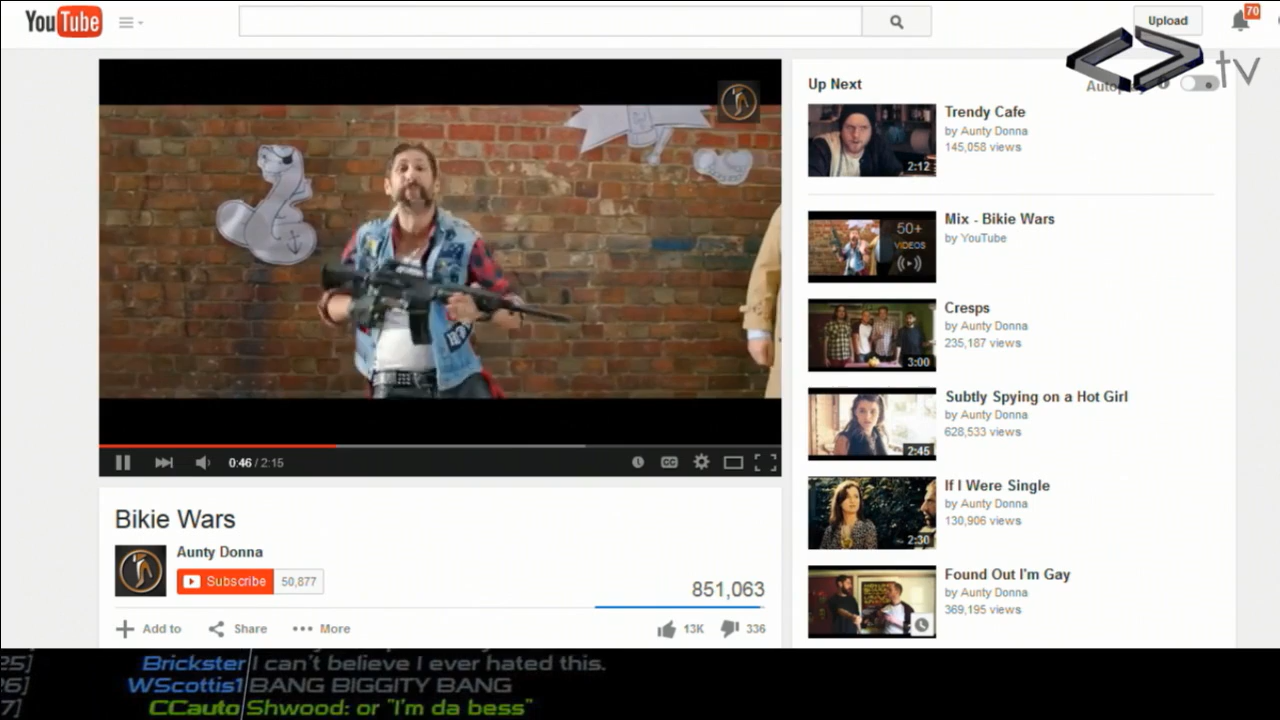 YouTube
Upload
70
tv
Up Next
Trendy Cafe
by Aunty Donna
145,058 views
2:12
Mix - Bikie Wars
by YouTube
50+
VIDEOS
Cresps
by Aunty Donna
235,187 views
3:00
Subtly Spying on a Hot Girl
by Aunty Donna
628,533 views
2:45
If I Were Single
by Aunty Donna
130,906 views
2:30
Found Out I'm Gay
by Aunty Donna
369,195 views
0:46 / 2:15
CC
Bikie Wars
Aunty Donna
Subscribe 50,877
851,063
Add to Share More 13K 336
25] Brickster I can't believe I ever hated this.
26] WScottis1 BANG BIGGITY BANG
7] CCauto Shwood: or "I'm da bess"